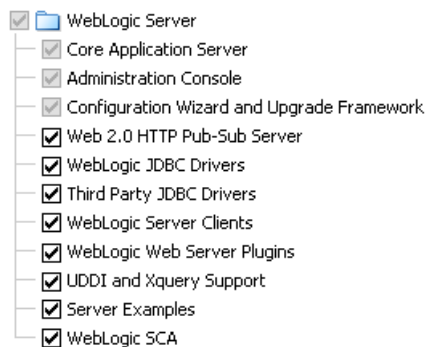 WebLogic Server
Core Application Server
Administration Console
Configuration Wizard and Upgrade Framework
Web 2.0 HTTP Pub-Sub Server
WebLogic JDBC Drivers
Third Party JDBC Drivers
WebLogic Server Clients
WebLogic Web Server Plugins
UDDI and Xquery Support
Server Examples
WebLogic SCA